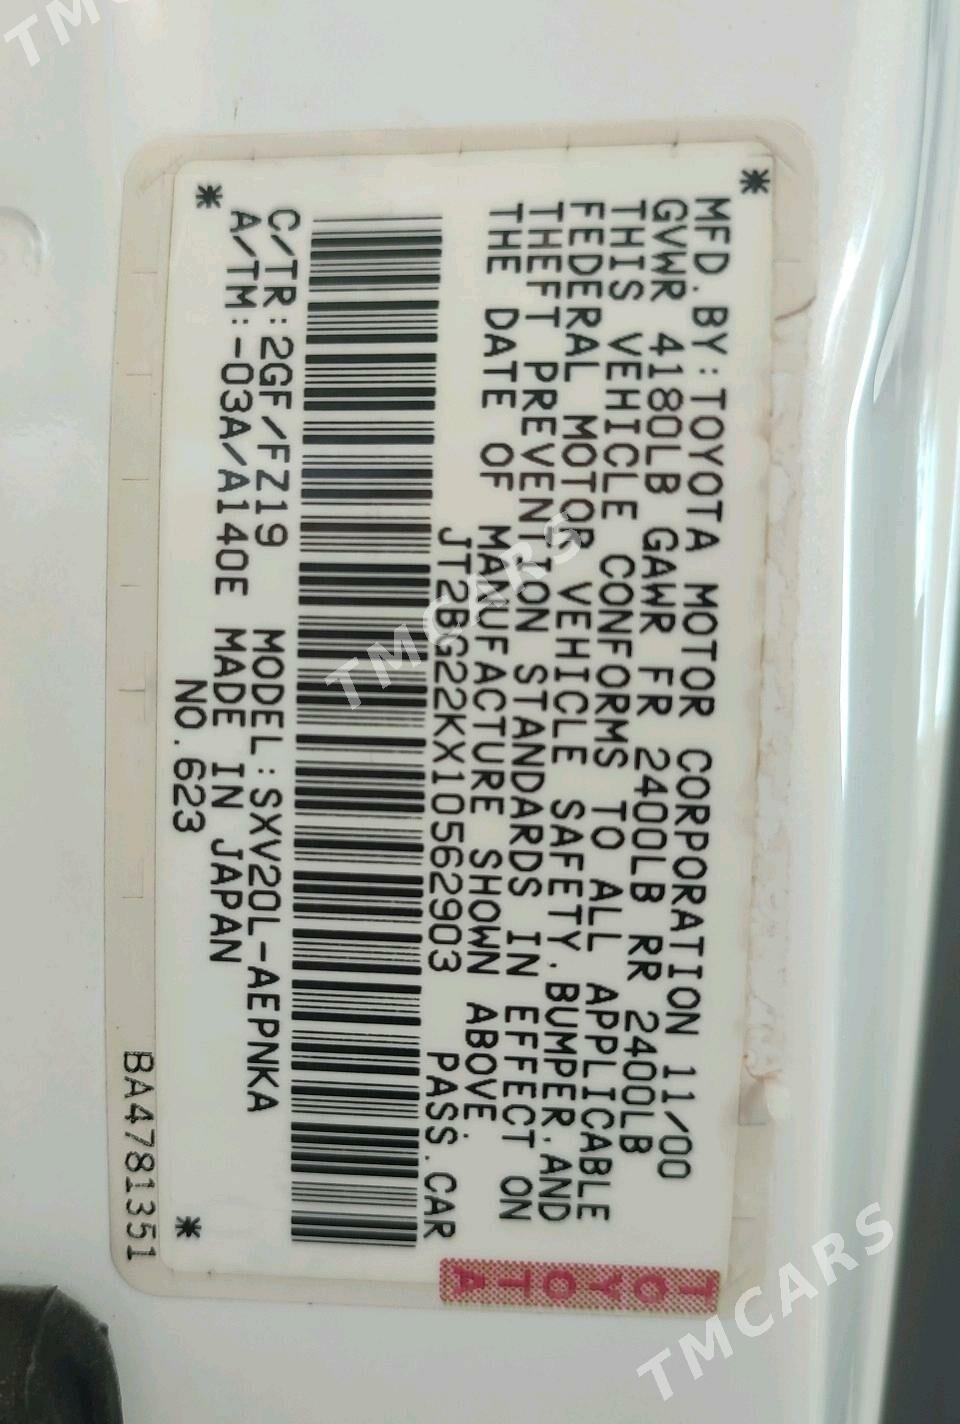 MFD.BY:TOYOTA MOTOR CORPORATION 11/00
GVWR 4180LB GAWR FR 2400LB RR 2400LB
THIS VEHICLE CONFORMS TO ALL APPLICABLE
FEDERAL MOTOR VEHICLE SAFETY,BUMPER,AND
THEFT PREVENTION STANDARDS IN EFFECT ON
THE DATE OF MANUFACTURE SHOWN ABOVE.
JT2BG22KX10562903 PASS.CAR
C/TR:2GF/FZ19 MODEL:SXV20L-AEPNKA
A/TM:-03A/A140E MADE IN JAPAN
NO.623
BA4781351
TOYOTA
TMCARS
TMCARS